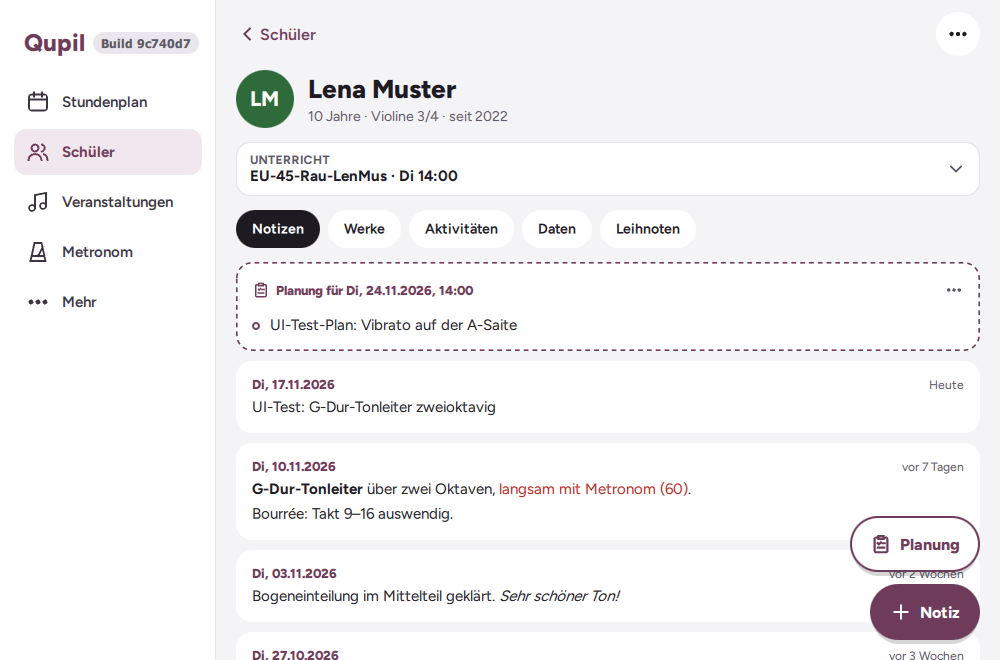 Qupil Build 9c740d7
Stundenplan
Schüler
Veranstaltungen
Metronom
Mehr
Schüler
LM
Lena Muster
10 Jahre · Violine 3/4 · seit 2022
UNTERRICHT
EU-45-Rau-LenMus · Di 14:00
Notizen Werke Aktivitäten Daten Leihnoten
Planung für Di, 24.11.2026, 14:00
UI-Test-Plan: Vibrato auf der A-Saite
Di, 17.11.2026 Heute
UI-Test: G-Dur-Tonleiter zweioktavig
Di, 10.11.2026 vor 7 Tagen
G-Dur-Tonleiter über zwei Oktaven, langsam mit Metronom (60).
Bourrée: Takt 9–16 auswendig.
Planung
Di, 03.11.2026 vor 2 Wochen
Bogeneinteilung im Mittelteil geklärt. Sehr schöner Ton!
Notiz
Di, 27.10.2026 vor 3 Wochen